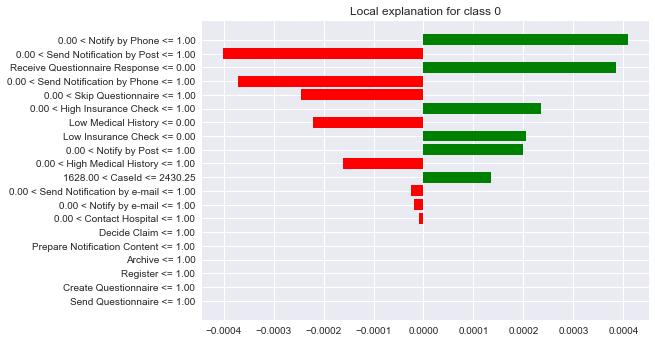 Local explanation for class 0
0.00 < Notify by Phone <= 1.00
0.00 < Send Notification by Post <= 1.00
Receive Questionnaire Response <= 0.00
0.00 < Send Notification by Phone <= 1.00
0.00 < Skip Questionnaire <= 1.00
0.00 < High Insurance Check <= 1.00
Low Medical History <= 0.00
Low Insurance Check <= 0.00
0.00 < Notify by Post <= 1.00
0.00 < High Medical History <= 1.00
1628.00 < CaseId <= 2430.25
0.00 < Send Notification by e-mail <= 1.00
0.00 < Notify by e-mail <= 1.00
0.00 < Contact Hospital <= 1.00
Decide Claim <= 1.00
Prepare Notification Content <= 1.00
Archive <= 1.00
Register <= 1.00
Create Questionnaire <= 1.00
Send Questionnaire <= 1.00
−0.0004 −0.0003 −0.0002 −0.0001 0.0000 0.0001 0.0002 0.0003 0.0004